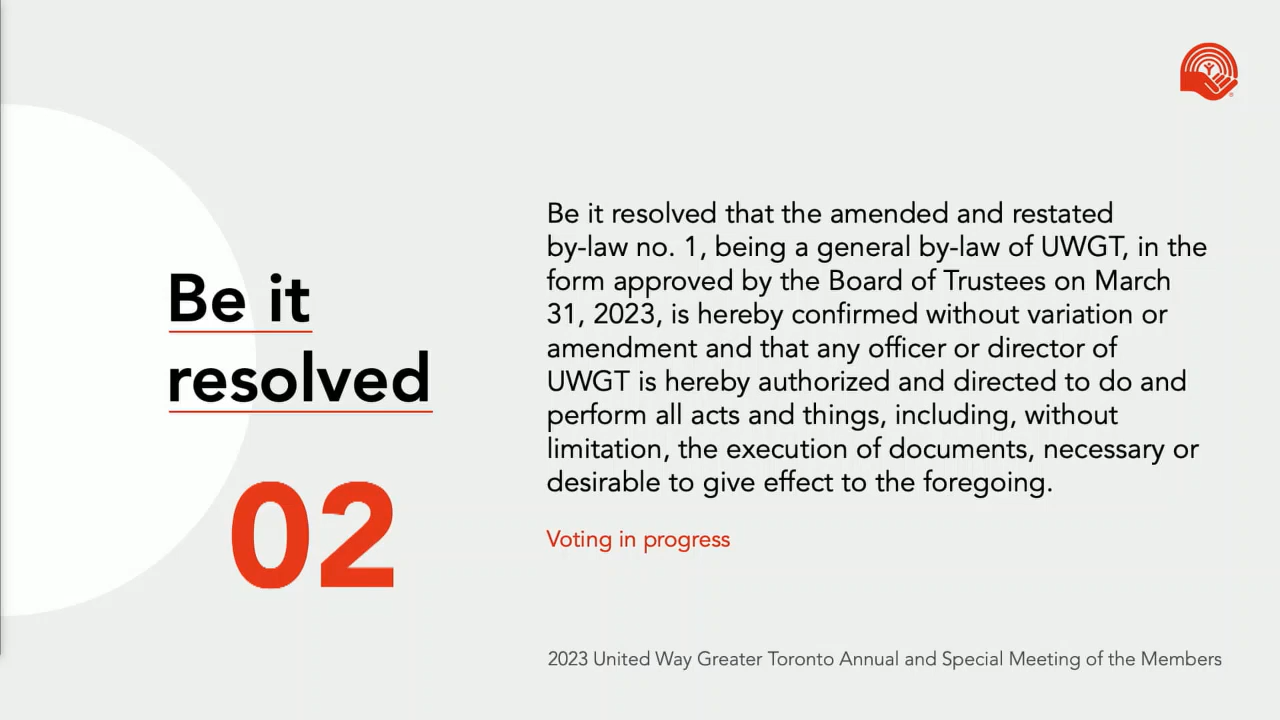 Be it
resolved
02
Be it resolved that the amended and restated
by-law no. 1, being a general by-law of UWGT, in the
form approved by the Board of Trustees on March
31, 2023, is hereby confirmed without variation or
amendment and that any officer or director of
UWGT is hereby authorized and directed to do and
perform all acts and things, including, without
limitation, the execution of documents, necessary or
desirable to give effect to the foregoing.
Voting in progress
2023 United Way Greater Toronto Annual and Special Meeting of the Members